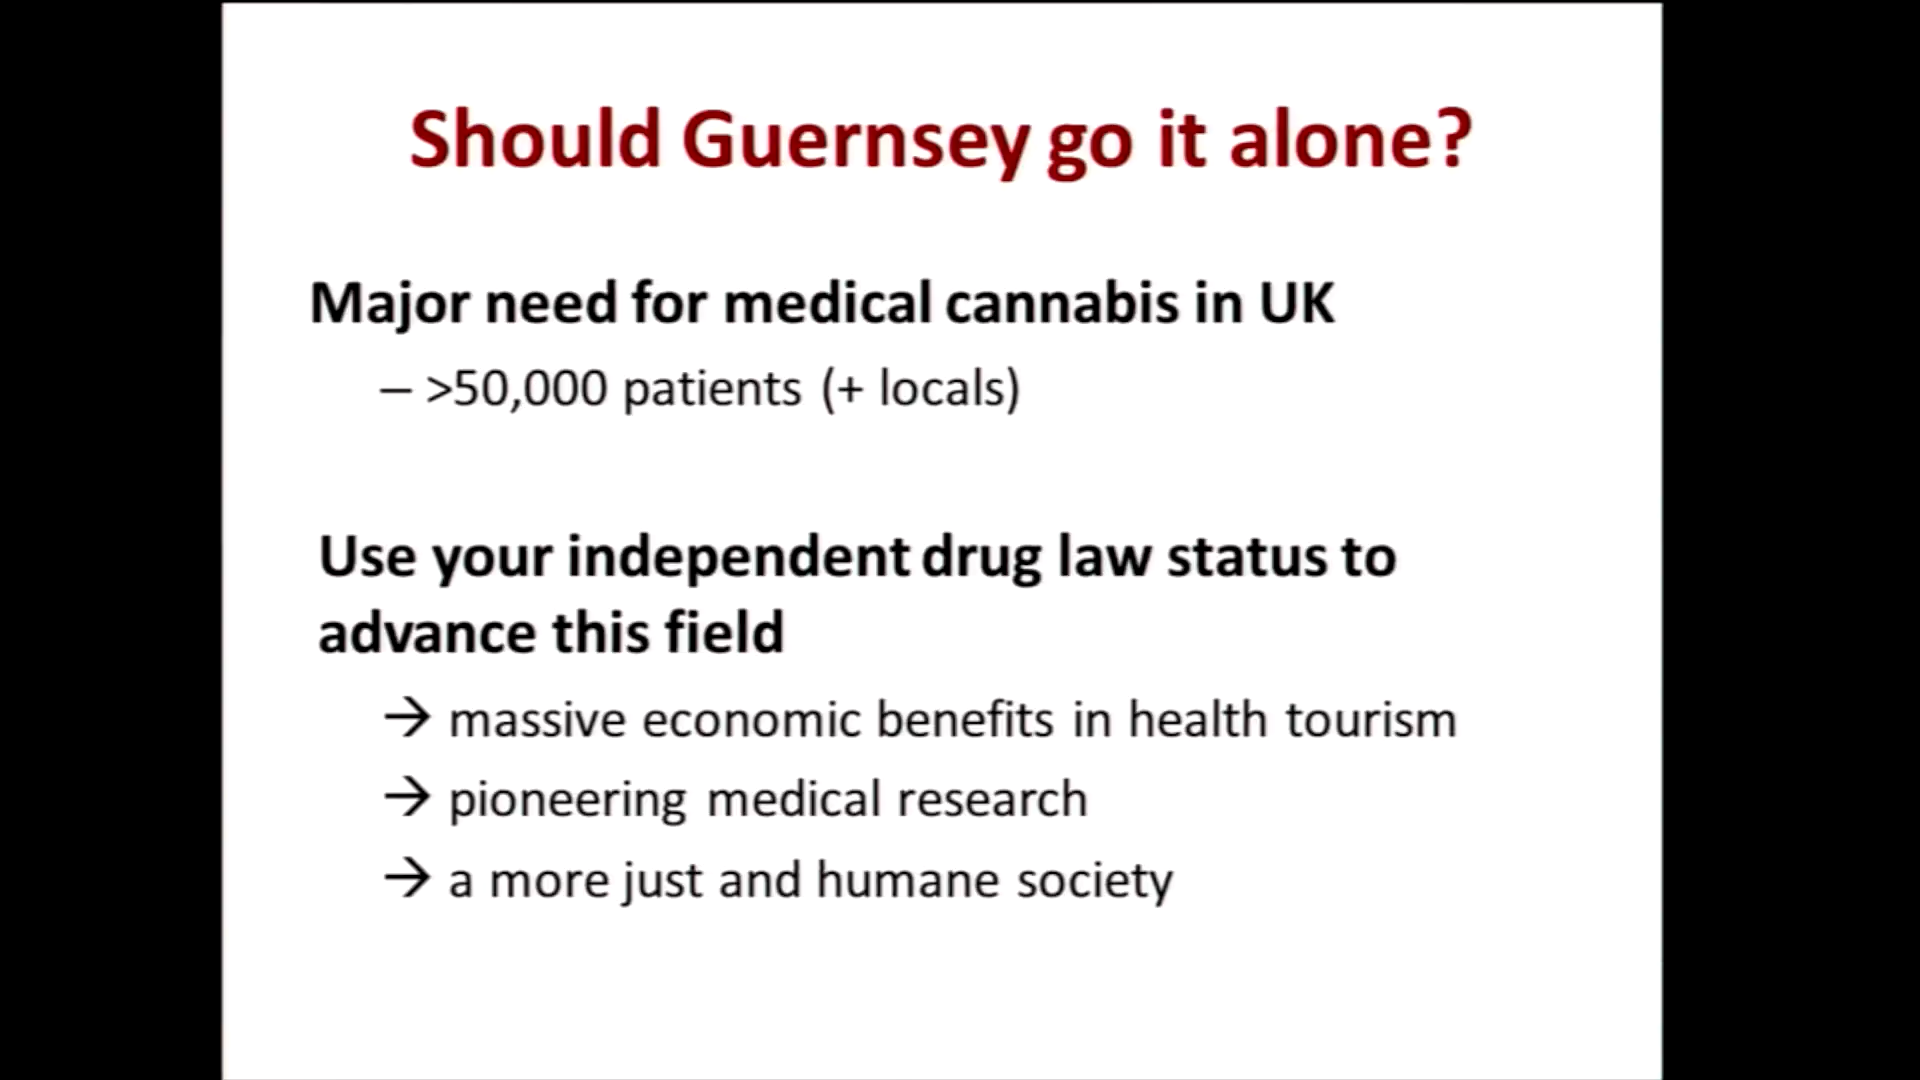 Should Guernsey go it alone?
Major need for medical cannabis in UK
– >50,000 patients (+ locals)
Use your independent drug law status to
advance this field
→ massive economic benefits in health tourism
→ pioneering medical research
→ a more just and humane society